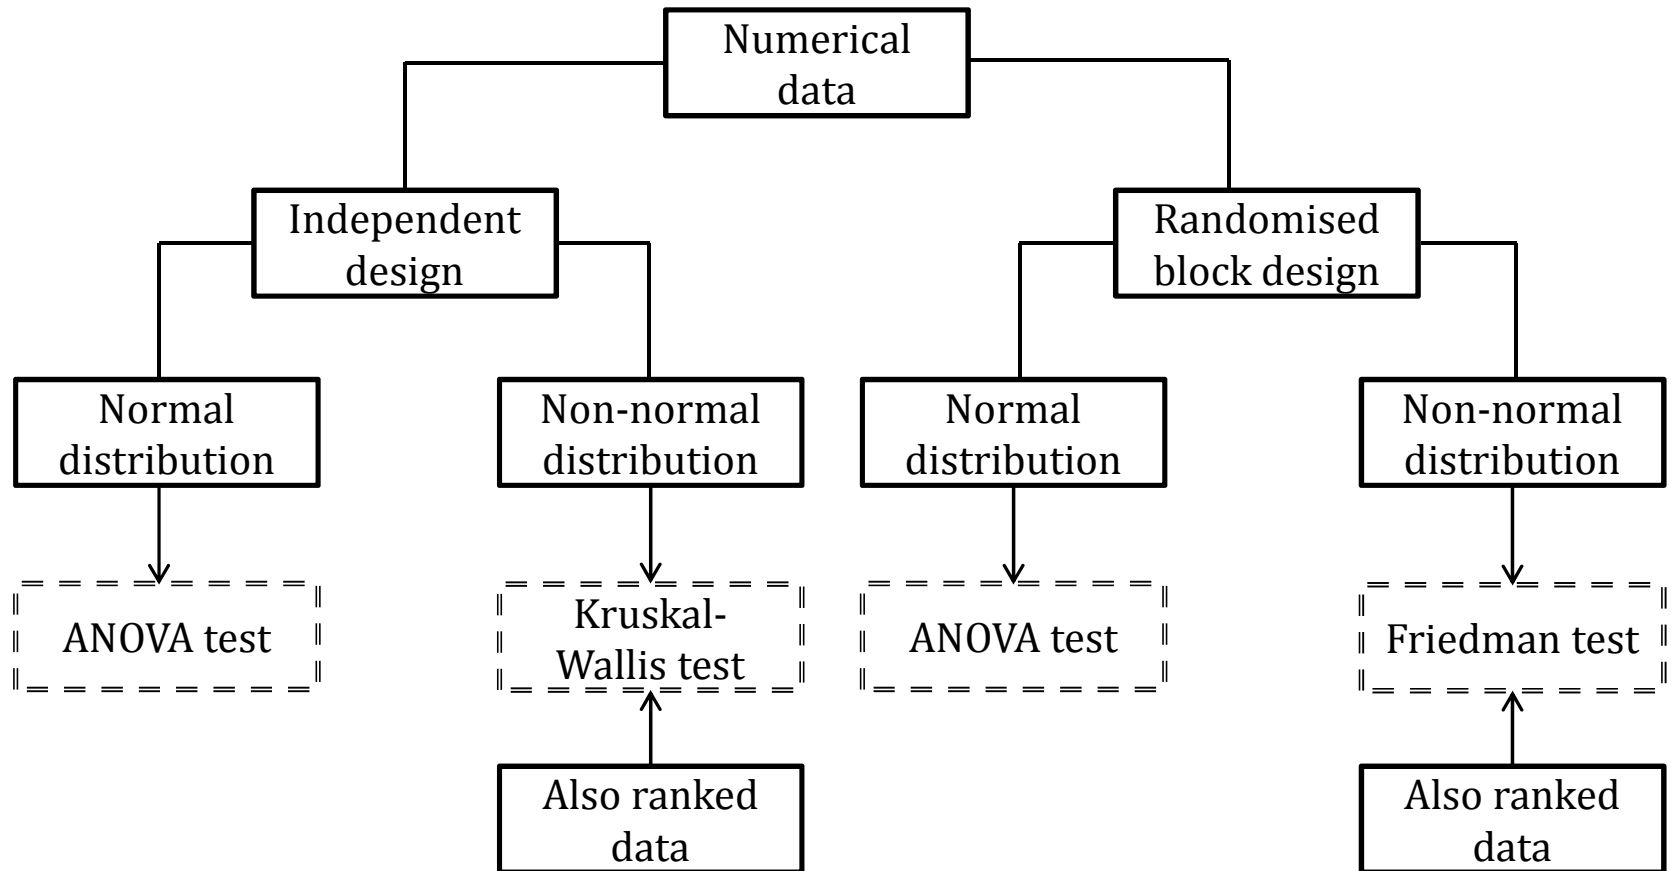 Numerical
data
Independent
design
Randomised
block design
Normal
distribution
Non-normal
distribution
Normal
distribution
Non-normal
distribution
ANOVA test
Kruskal-
Wallis test
ANOVA test
Friedman test
Also ranked
data
Also ranked
data